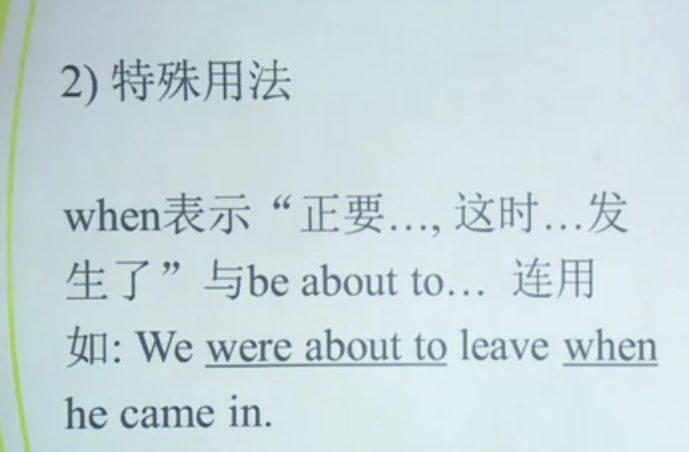 2) 特殊用法
when表示“正要…, 这时…发
生了”与be about to… 连用
如: We were about to leave when
he came in.